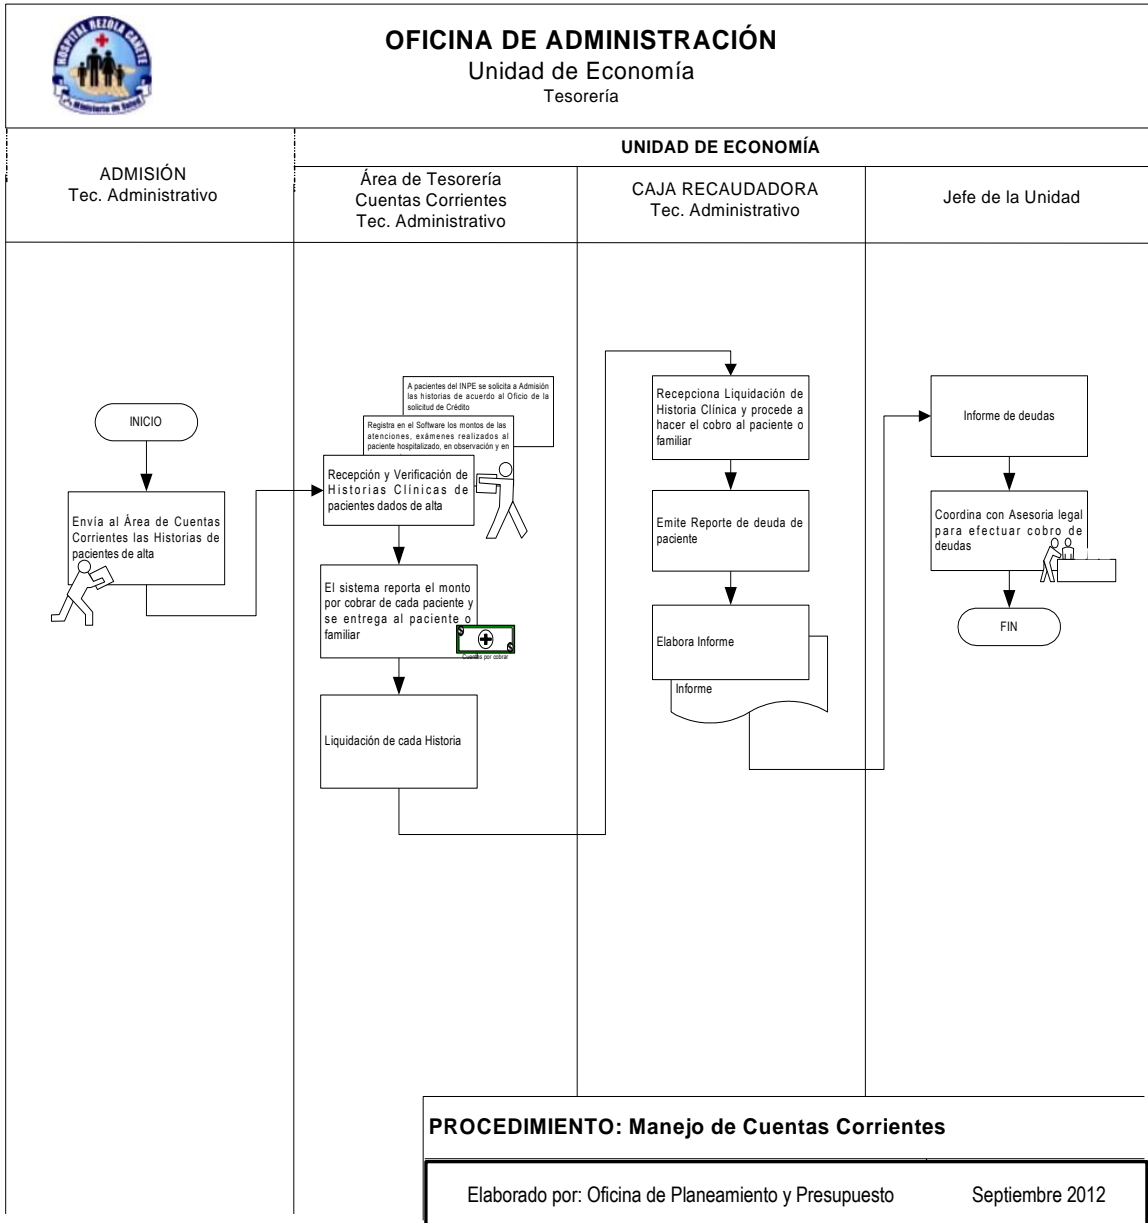 HOSPITAL REZOLA CAÑETE
Ministerio de Salud
OFICINA DE ADMINISTRACIÓN
Unidad de Economía
Tesorería
UNIDAD DE ECONOMÍA
ADMISIÓN
Tec. Administrativo
Área de Tesorería
Cuentas Corrientes
Tec. Administrativo
CAJA RECAUDADORA
Tec. Administrativo
Jefe de la Unidad
INICIO
Envía al Área de Cuentas
Corrientes las Historias de
pacientes de alta
A pacientes del INPE se solicita a Admisión
las historias de acuerdo al Oficio de la
solicitud de Crédito
Registra en el Software los montos de las
atenciones, exámenes realizados al
paciente hospitalizado, en observación y en
Recepción y Verificación de
Historias Clínicas de
pacientes dados de alta
El sistema reporta el monto
por cobrar de cada paciente y
se entrega al paciente o
familiar
Cuentas por cobrar
Liquidación de cada Historia
Recepciona Liquidación de
Historia Clínica y procede a
hacer el cobro al paciente o
familiar
Emite Reporte de deuda de
paciente
Elabora Informe
Informe
Informe de deudas
Coordina con Asesoria legal
para efectuar cobro de
deudas
FIN
PROCEDIMIENTO: Manejo de Cuentas Corrientes
Elaborado por: Oficina de Planeamiento y Presupuesto
Septiembre 2012